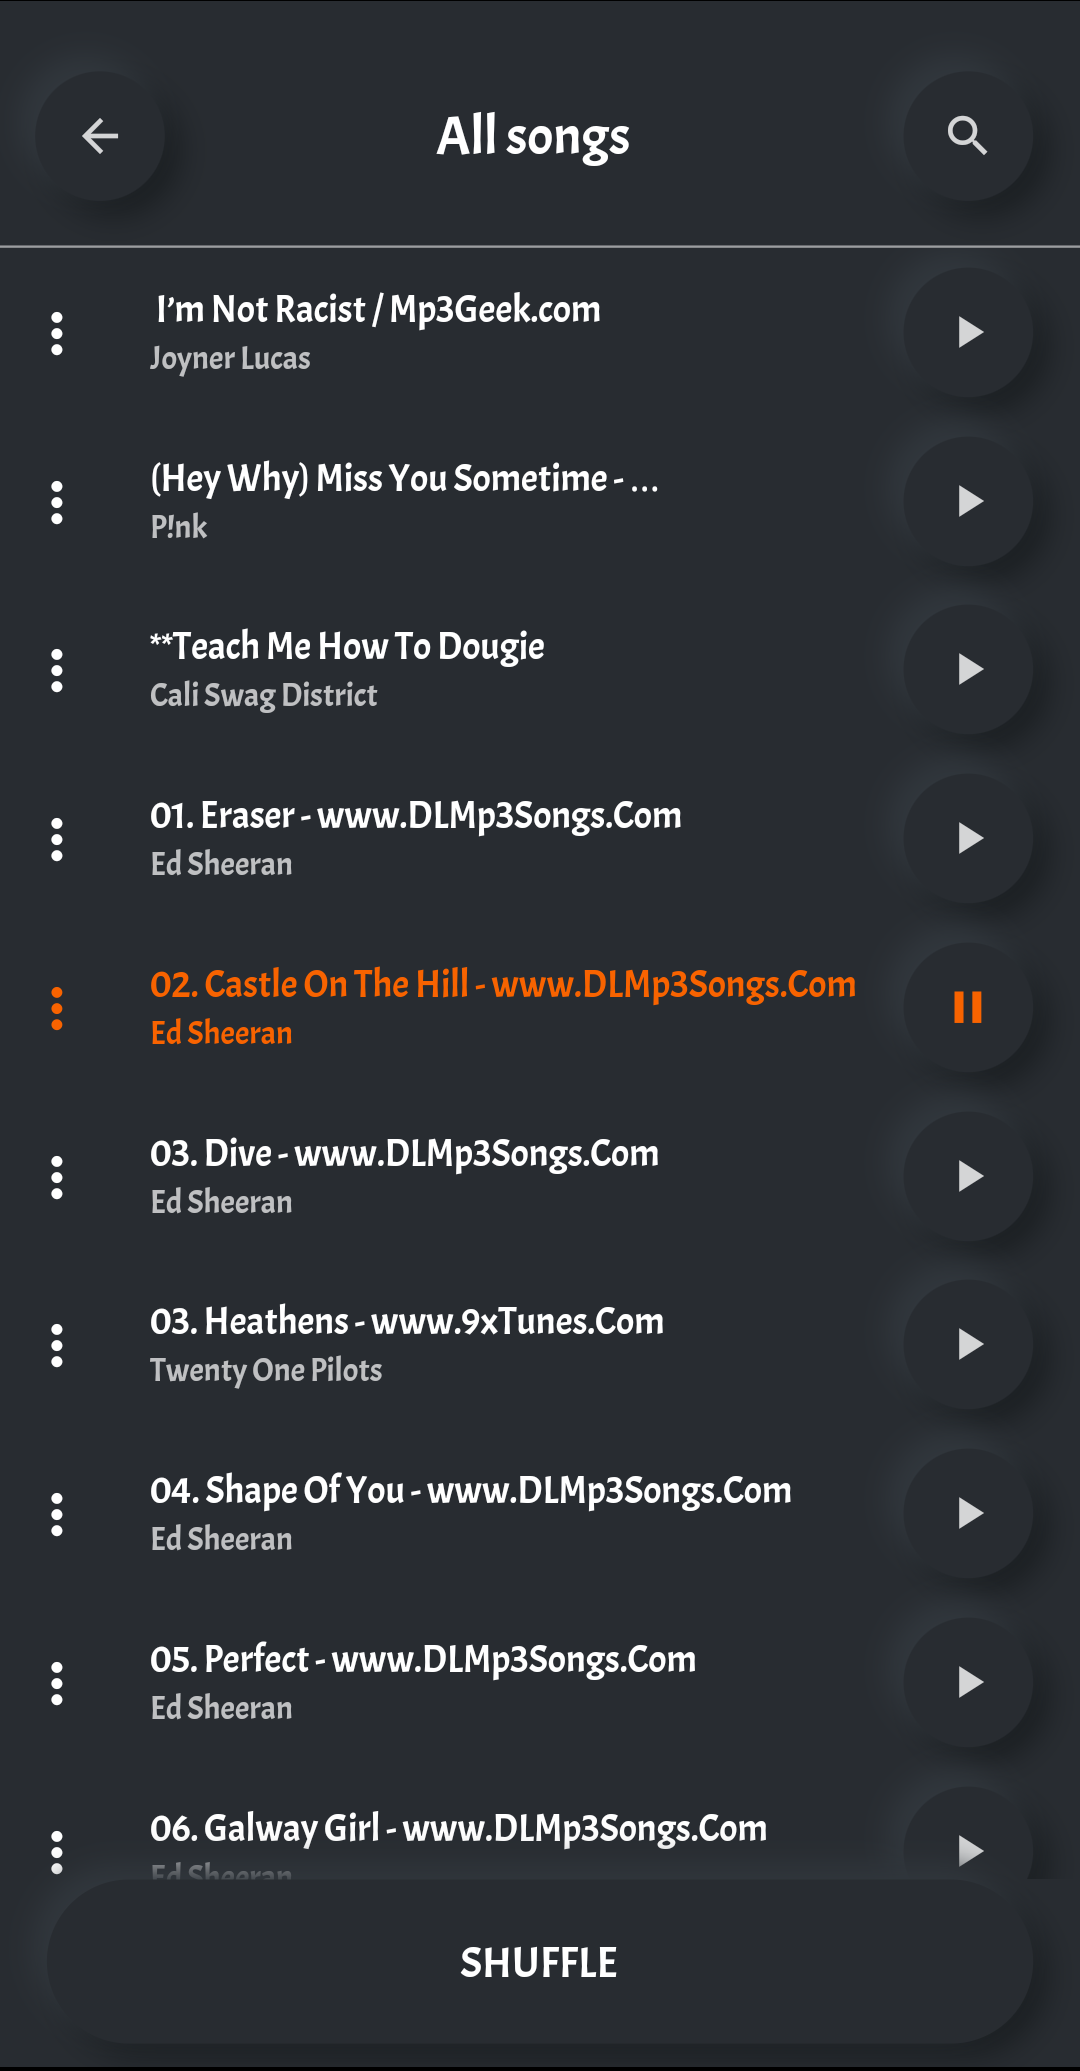 All songs
I'm Not Racist / Mp3Geek.com
Joyner Lucas
(Hey Why) Miss You Sometime - ...
P!nk
**Teach Me How To Dougie
Cali Swag District
01. Eraser - www.DLMp3Songs.Com
Ed Sheeran
02. Castle On The Hill - www.DLMp3Songs.Com
Ed Sheeran
03. Dive - www.DLMp3Songs.Com
Ed Sheeran
03. Heathens - www.9xTunes.Com
Twenty One Pilots
04. Shape Of You - www.DLMp3Songs.Com
Ed Sheeran
05. Perfect - www.DLMp3Songs.Com
Ed Sheeran
06. Galway Girl - www.DLMp3Songs.Com
Ed Sheeran
SHUFFLE